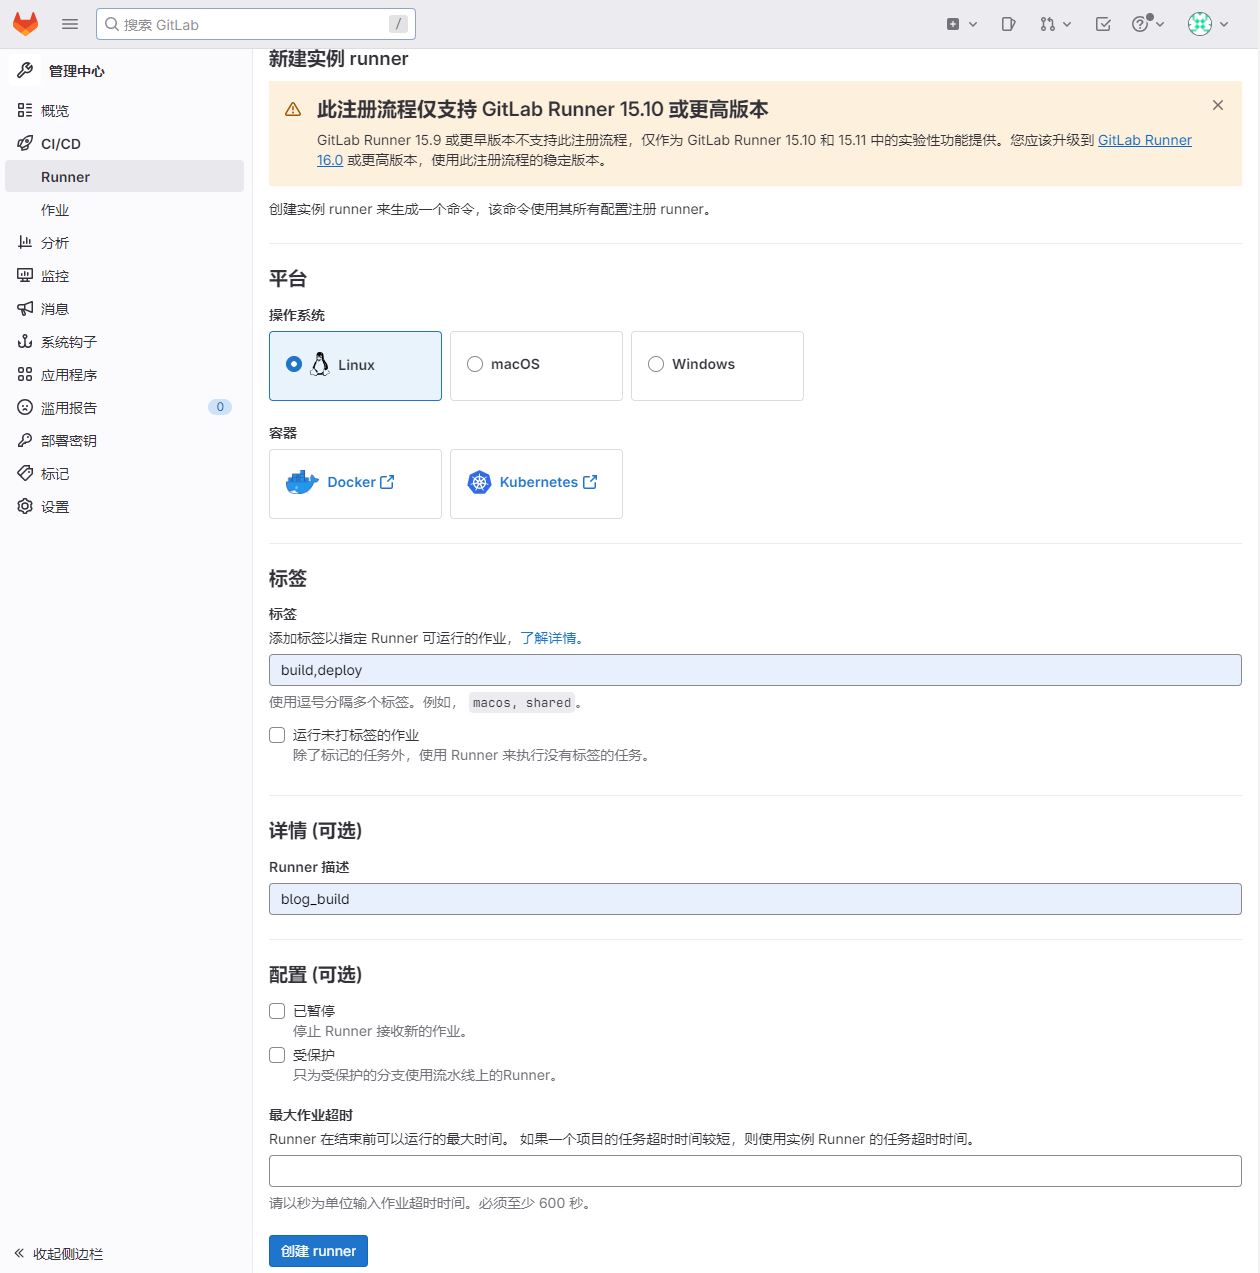 搜索 GitLab
/
管理中心
概览
CI/CD
Runner
作业
分析
监控
消息
系统钩子
应用程序
滥用报告
0
部署密钥
标记
设置
收起侧边栏
新建实例 runner
此注册流程仅支持 GitLab Runner 15.10 或更高版本
GitLab Runner 15.9 或更早版本不支持此注册流程，仅作为 GitLab Runner 15.10 和 15.11 中的实验性功能提供。您应该升级到 GitLab Runner
16.0 或更高版本，使用此注册流程的稳定版本。
创建实例 runner 来生成一个命令，该命令使用其所有配置注册 runner。
平台
操作系统
Linux
macOS
Windows
容器
Docker
Kubernetes
标签
标签
添加标签以指定 Runner 可运行的作业，了解详情。
build,deploy
使用逗号分隔多个标签。例如， macos, shared。
运行未打标签的作业
除了标记的任务外，使用 Runner 来执行没有标签的任务。
详情 (可选)
Runner 描述
blog_build
配置 (可选)
已暂停
停止 Runner 接收新的作业。
受保护
只为受保护的分支使用流水线上的Runner。
最大作业超时
Runner 在结束前可以运行的最大时间。 如果一个项目的任务超时时间较短，则使用实例 Runner 的任务超时时间。
请以秒为单位输入作业超时时间。必须至少 600 秒。
创建 runner